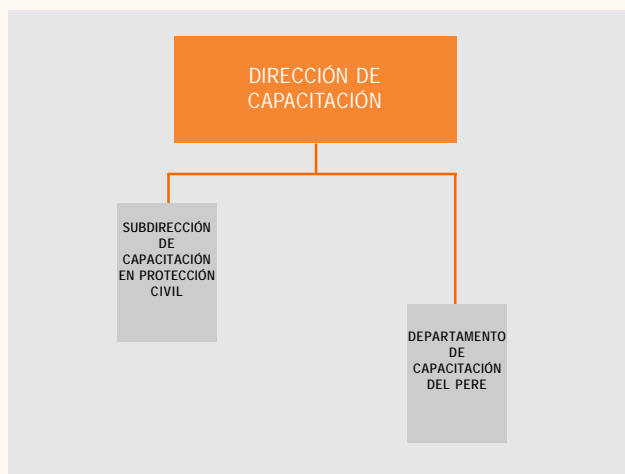 DIRECCIÓN DE
CAPACITACIÓN
SUBDIRECCIÓN
DE
CAPACITACIÓN
EN PROTECCIÓN
CIVIL
DEPARTAMENTO
DE
CAPACITACIÓN
DEL PERE